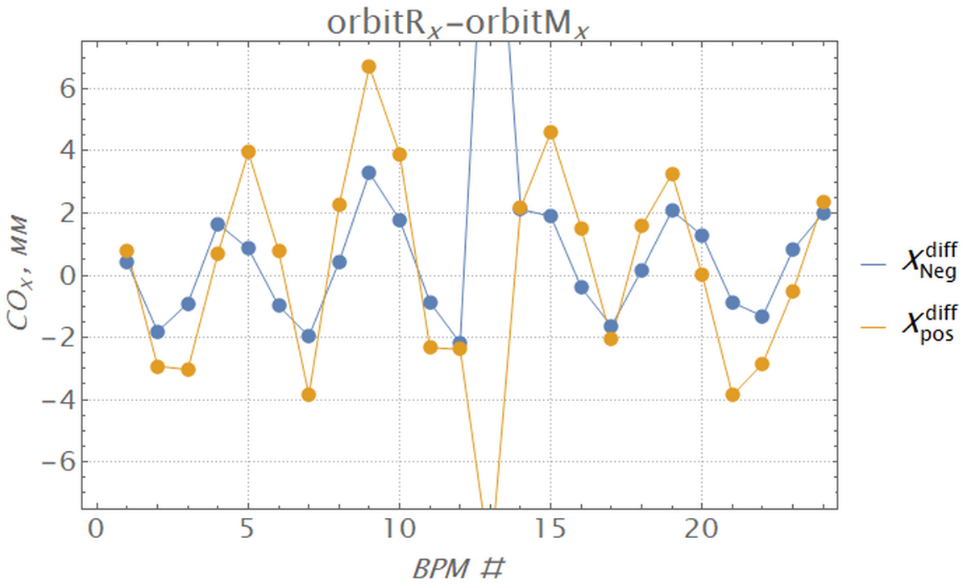 orbitRₓ−orbitMₓ
6
4
2
0
−2
−4
−6
COₓ, мм
0 5 10 15 20
BPM #
X^diff_Neg
X^diff_pos